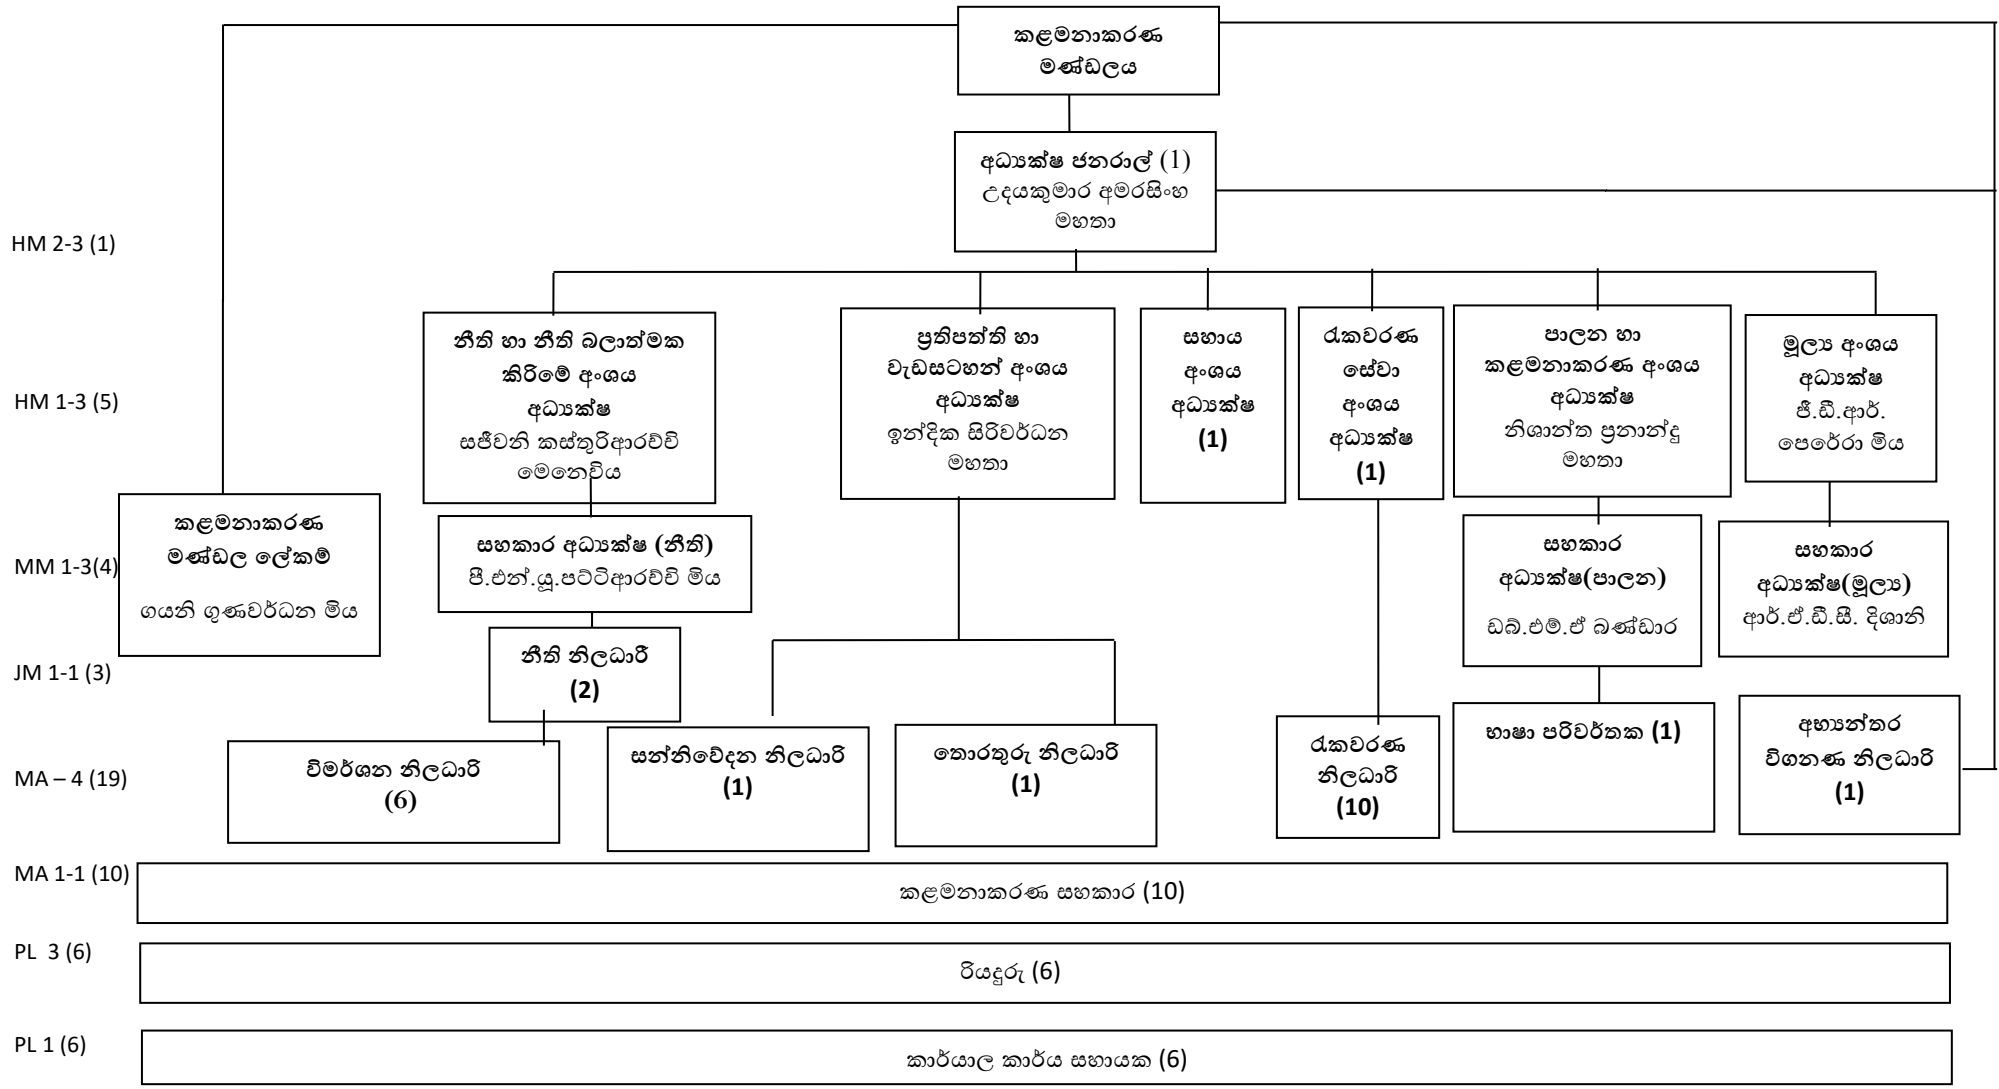 කළමනාකරණ
මණ්ඩලය
අධ්‍යක්ෂ ජනරාල් (1)
උදයකුමාර අමරසිංහ
මහතා
HM 2-3 (1)
HM 1-3 (5)
නීති හා නීති බලාත්මක
කිරිමේ අංශය
අධ්‍යක්ෂ
සජීවනි කස්තුරිආරච්චි
මෙනෙවිය
ප්‍රතිපත්ති හා
වැඩසටහන් අංශය
අධ්‍යක්ෂ
ඉන්දික සිරිවර්ධන
මහතා
සහාය
අංශය
අධ්‍යක්ෂ
(1)
රැකවරණ
සේවා
අංශය
අධ්‍යක්ෂ
(1)
පාලන හා
කළමනාකරණ අංශය
අධ්‍යක්ෂ
නිශාන්ත ප්‍රනාන්දු
මහතා
මූල්‍ය අංශය
අධ්‍යක්ෂ
ජී.ඩී.ආර්.
පෙරේරා මිය
MM 1-3(4)
කළමනාකරණ
මණ්ඩල ලේකම්
ගයනි ගුණවර්ධන මිය
සහකාර අධ්‍යක්ෂ (නීති)
පී.එන්.යූ.පට්ටිආරච්චි මිය
සහකාර
අධ්‍යක්ෂ(පාලන)
ඩබ්.එම්.ඒ බණ්ඩාර
සහකාර
අධ්‍යක්ෂ(මූල්‍ය)
ආර්.ඒ.ඩී.සී. දිශානි
JM 1-1 (3)
නීති නිලධාරී
(2)
MA – 4 (19)
විමර්ශන නිලධාරි
(6)
සන්නිවේදන නිලධාරි
(1)
තොරතුරු නිලධාරි
(1)
රැකවරණ
නිලධාරි
(10)
භාෂා පරිවර්තක (1)
අභ්‍යන්තර
විගනණ නිලධාරි
(1)
MA 1-1 (10)
කළමනාකරණ සහකාර (10)
PL 3 (6)
රියදුරු (6)
PL 1 (6)
කාර්යාල කාර්ය සහායක (6)